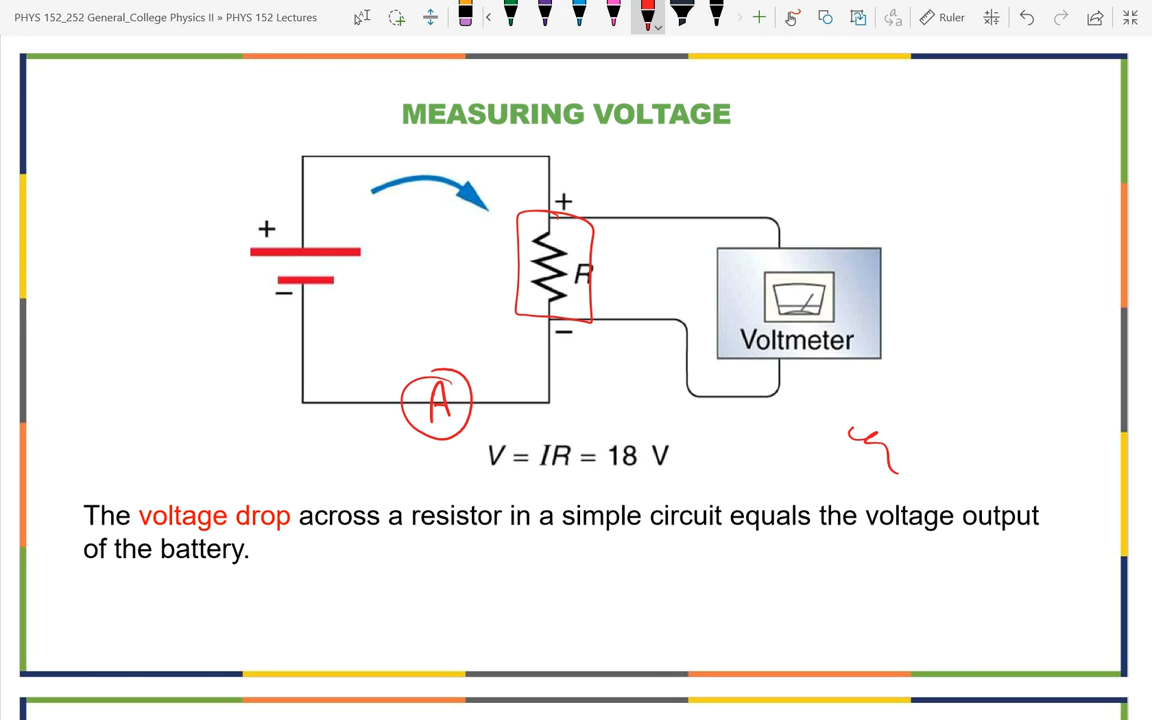 PHYS 152_252 General_College Physics II » PHYS 152 Lectures
Ruler
MEASURING VOLTAGE
+
+
R
−
−
Voltmeter
A
V = IR = 18 V
The voltage drop across a resistor in a simple circuit equals the voltage output
of the battery.